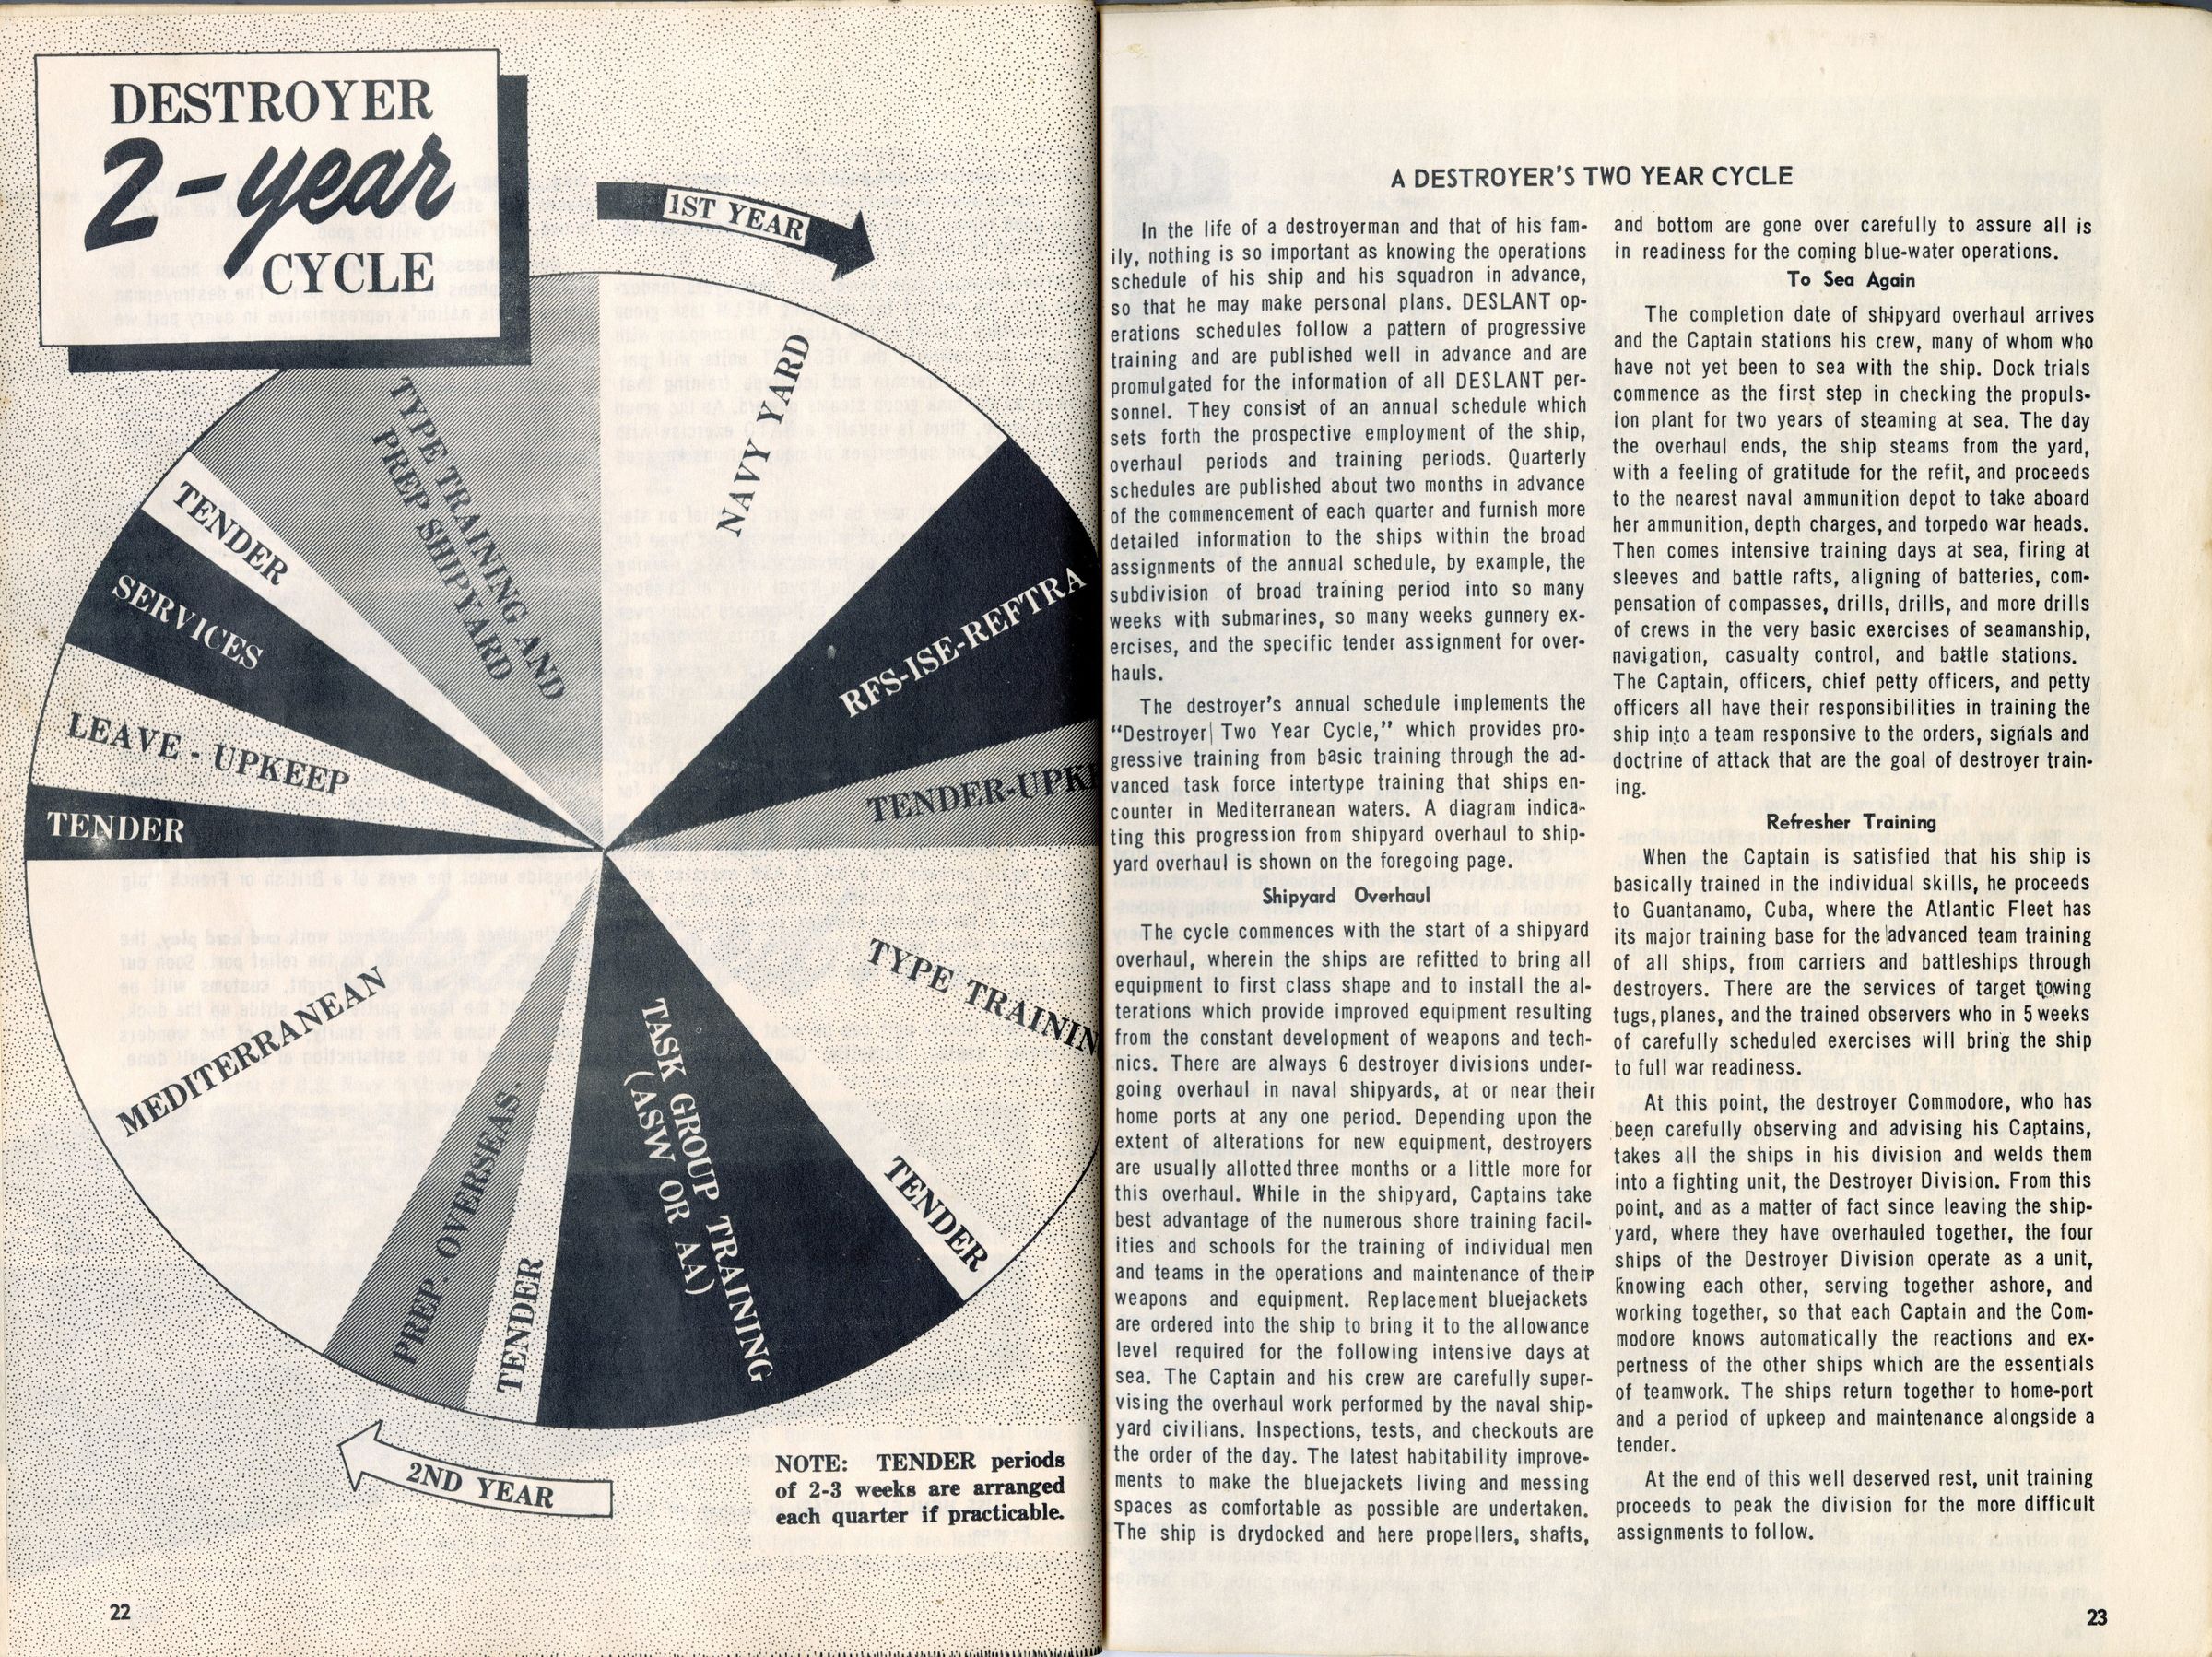 DESTROYER
2-year
CYCLE
1ST YEAR
NAVY YARD
RFS-ISE-REFTRA
TENDER-UPK
TYPE TRAININ
TENDER
TASK GROUP TRAINING
(ASW OR AA)
TENDER
PREP. OVERSEAS.
MEDITERRANEAN
TENDER
LEAVE - UPKEEP
SERVICES
TENDER
TYPE TRAINING AND
PREP SHIPYARD
2ND YEAR
NOTE: TENDER periods
of 2-3 weeks are arranged
each quarter if practicable.
22
A DESTROYER'S TWO YEAR CYCLE
In the life of a destroyerman and that of his fam-
ily, nothing is so important as knowing the operations
schedule of his ship and his squadron in advance,
so that he may make personal plans. DESLANT op-
erations schedules follow a pattern of progressive
training and are published well in advance and are
promulgated for the information of all DESLANT per-
sonnel. They consist of an annual schedule which
sets forth the prospective employment of the ship,
overhaul periods and training periods. Quarterly
schedules are published about two months in advance
of the commencement of each quarter and furnish more
detailed information to the ships within the broad
assignments of the annual schedule, by example, the
subdivision of broad training period into so many
weeks with submarines, so many weeks gunnery ex-
ercises, and the specific tender assignment for over-
hauls.
The destroyer's annual schedule implements the
"Destroyer Two Year Cycle," which provides pro-
gressive training from basic training through the ad-
vanced task force intertype training that ships en-
counter in Mediterranean waters. A diagram indica-
ting this progression from shipyard overhaul to ship-
yard overhaul is shown on the foregoing page.
Shipyard Overhaul
The cycle commences with the start of a shipyard
overhaul, wherein the ships are refitted to bring all
equipment to first class shape and to install the al-
terations which provide improved equipment resulting
from the constant development of weapons and tech-
nics. There are always 6 destroyer divisions under-
going overhaul in naval shipyards, at or near their
home ports at any one period. Depending upon the
extent of alterations for new equipment, destroyers
are usually allotted three months or a little more for
this overhaul. While in the shipyard, Captains take
best advantage of the numerous shore training facil-
ities and schools for the training of individual men
and teams in the operations and maintenance of their
weapons and equipment. Replacement bluejackets
are ordered into the ship to bring it to the allowance
level required for the following intensive days at
sea. The Captain and his crew are carefully super-
vising the overhaul work performed by the naval ship-
yard civilians. Inspections, tests, and checkouts are
the order of the day. The latest habitability improve-
ments to make the bluejackets living and messing
spaces as comfortable as possible are undertaken.
The ship is drydocked and here propellers, shafts,
and bottom are gone over carefully to assure all is
in readiness for the coming blue-water operations.
To Sea Again
The completion date of shipyard overhaul arrives
and the Captain stations his crew, many of whom who
have not yet been to sea with the ship. Dock trials
commence as the first step in checking the propuls-
ion plant for two years of steaming at sea. The day
the overhaul ends, the ship steams from the yard,
with a feeling of gratitude for the refit, and proceeds
to the nearest naval ammunition depot to take aboard
her ammunition, depth charges, and torpedo war heads.
Then comes intensive training days at sea, firing at
sleeves and battle rafts, aligning of batteries, com-
pensation of compasses, drills, drills, and more drills
of crews in the very basic exercises of seamanship,
navigation, casualty control, and battle stations.
The Captain, officers, chief petty officers, and petty
officers all have their responsibilities in training the
ship into a team responsive to the orders, signals and
doctrine of attack that are the goal of destroyer train-
ing.
Refresher Training
When the Captain is satisfied that his ship is
basically trained in the individual skills, he proceeds
to Guantanamo, Cuba, where the Atlantic Fleet has
its major training base for the advanced team training
of all ships, from carriers and battleships through
destroyers. There are the services of target towing
tugs, planes, and the trained observers who in 5 weeks
of carefully scheduled exercises will bring the ship
to full war readiness.
At this point, the destroyer Commodore, who has
been carefully observing and advising his Captains,
takes all the ships in his division and welds them
into a fighting unit, the Destroyer Division. From this
point, and as a matter of fact since leaving the ship-
yard, where they have overhauled together, the four
ships of the Destroyer Division operate as a unit,
knowing each other, serving together ashore, and
working together, so that each Captain and the Com-
modore knows automatically the reactions and ex-
pertness of the other ships which are the essentials
of teamwork. The ships return together to home-port
and a period of upkeep and maintenance alongside a
tender.
At the end of this well deserved rest, unit training
proceeds to peak the division for the more difficult
assignments to follow.
23